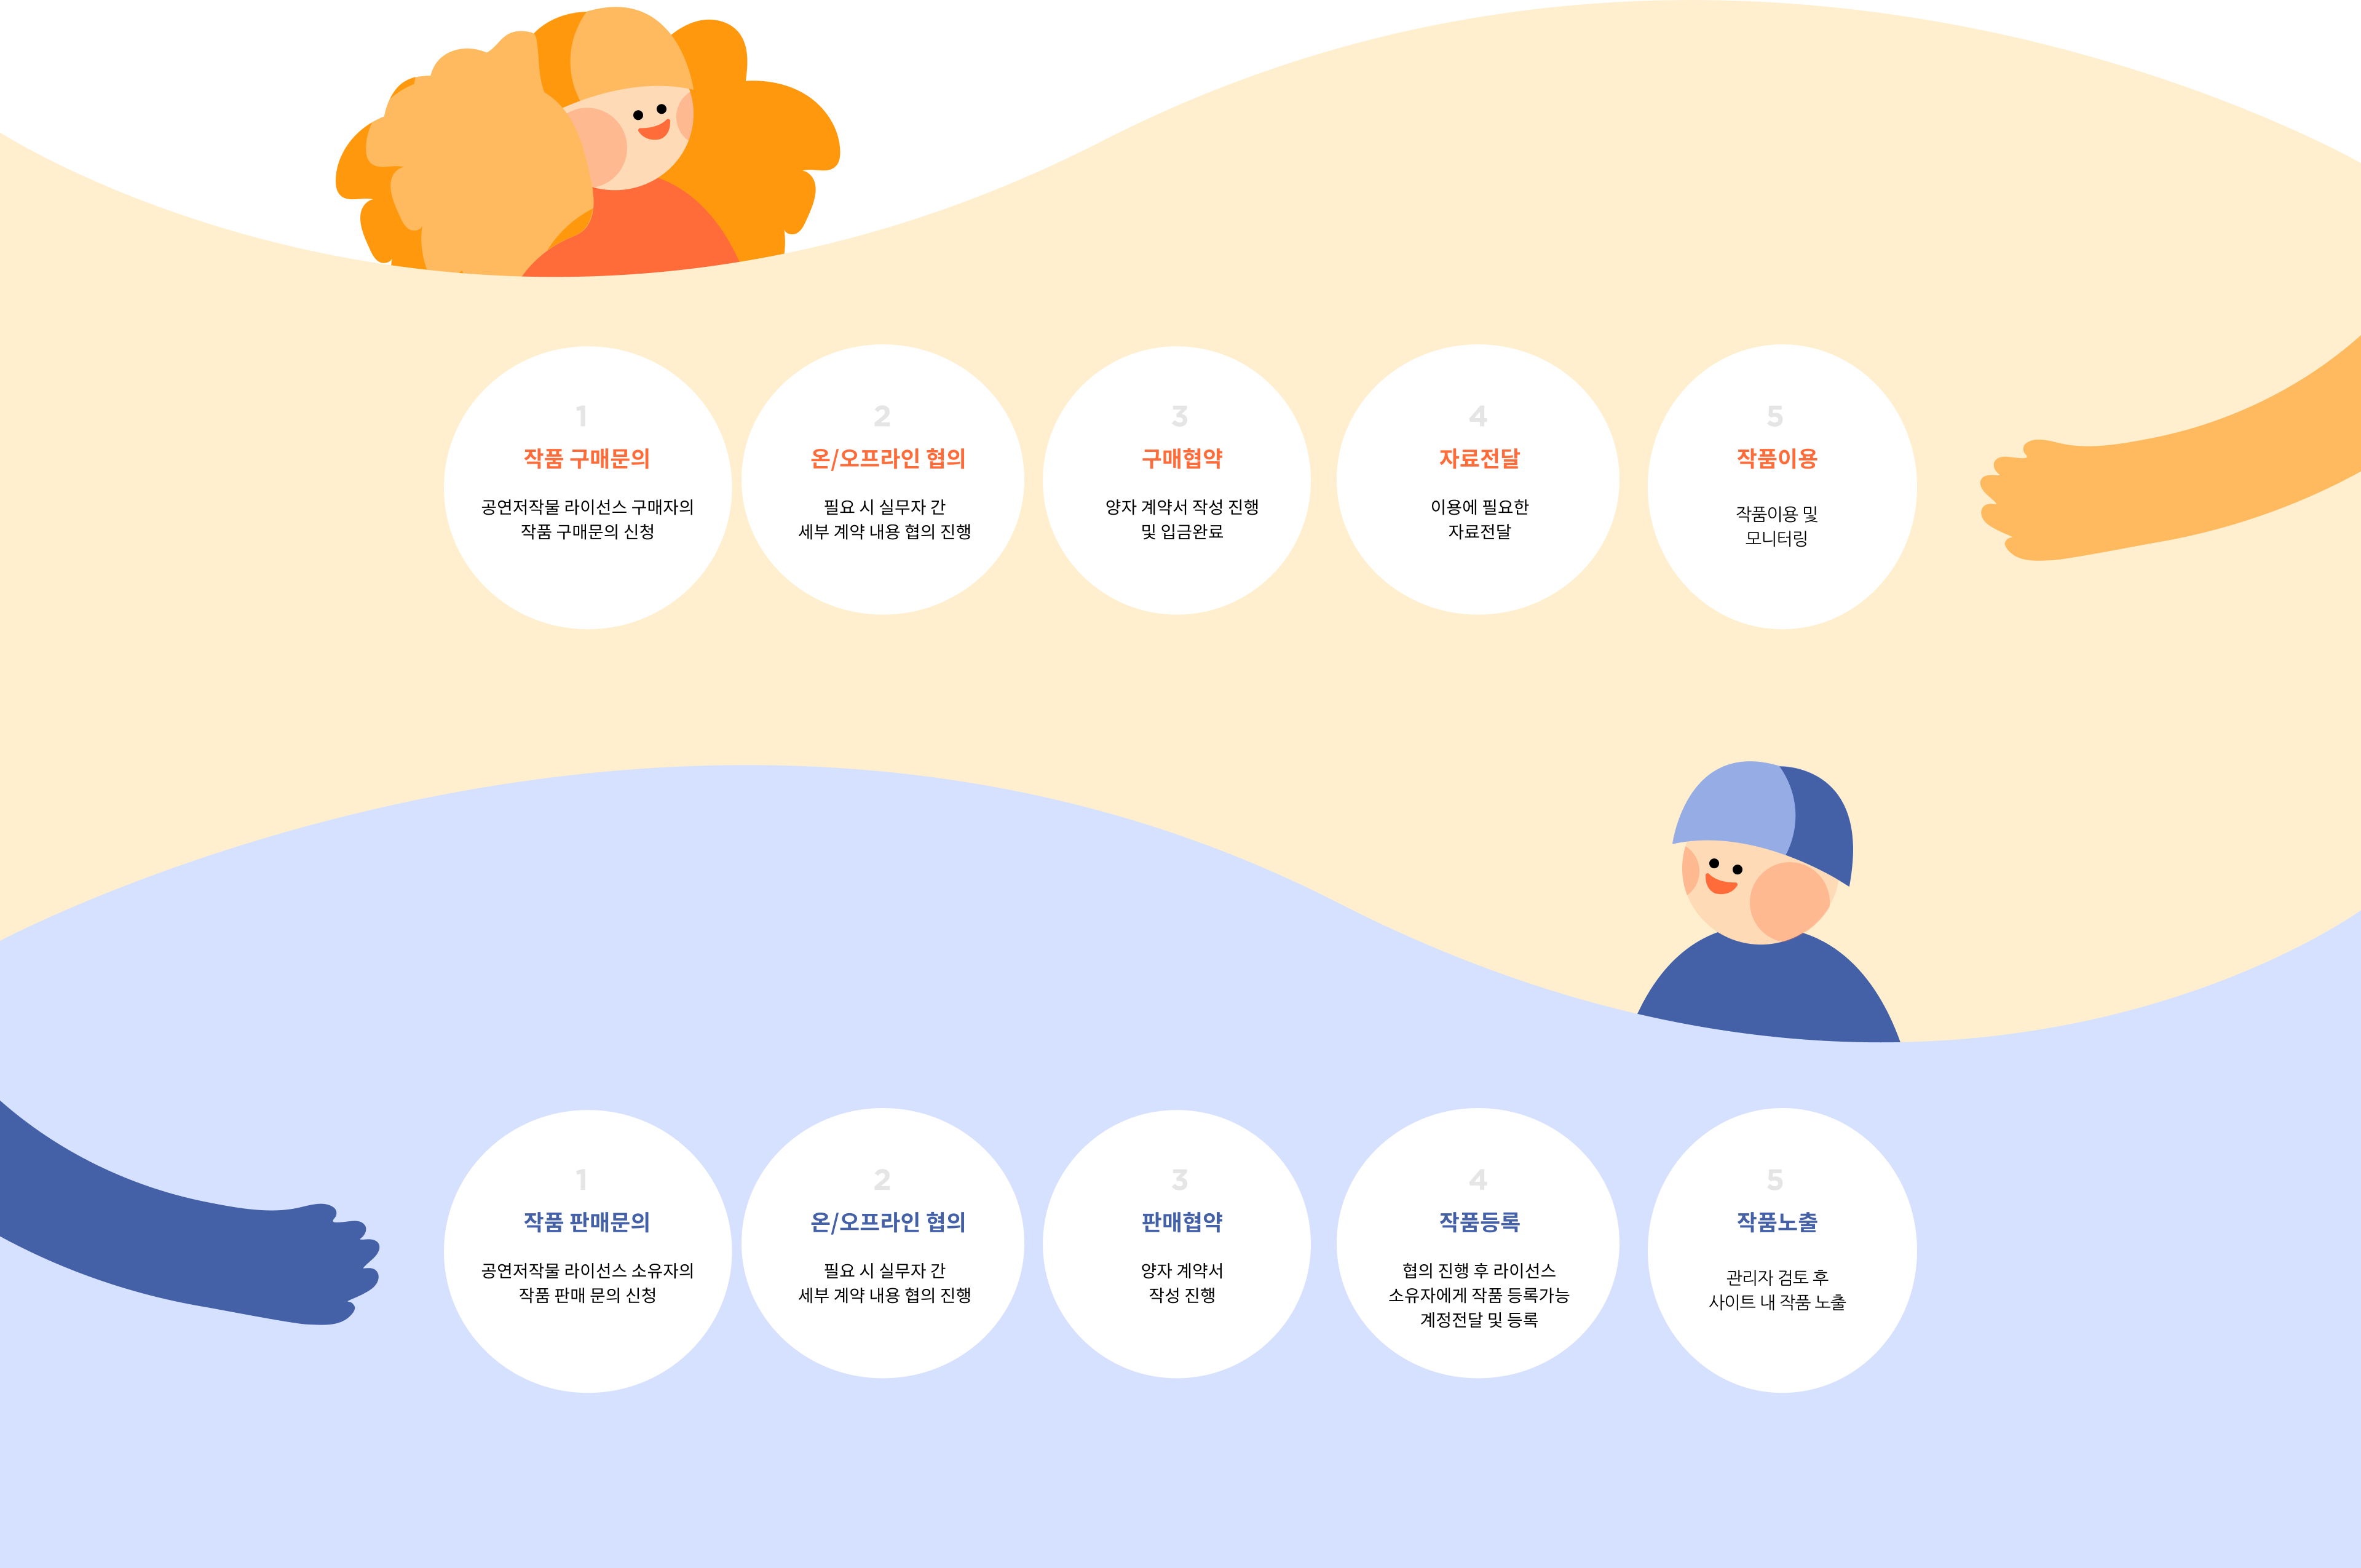 1
작품 구매문의
공연저작물 라이선스 구매자의
작품 구매문의 신청
2
온/오프라인 협의
필요 시 실무자 간
세부 계약 내용 협의 진행
3
구매협약
양자 계약서 작성 진행
및 입금완료
4
자료전달
이용에 필요한
자료전달
5
작품이용
작품이용 및
모니터링
1
작품 판매문의
공연저작물 라이선스 소유자의
작품 판매 문의 신청
2
온/오프라인 협의
필요 시 실무자 간
세부 계약 내용 협의 진행
3
판매협약
양자 계약서
작성 진행
4
작품등록
협의 진행 후 라이선스
소유자에게 작품 등록가능
계정전달 및 등록
5
작품노출
관리자 검토 후
사이트 내 작품 노출